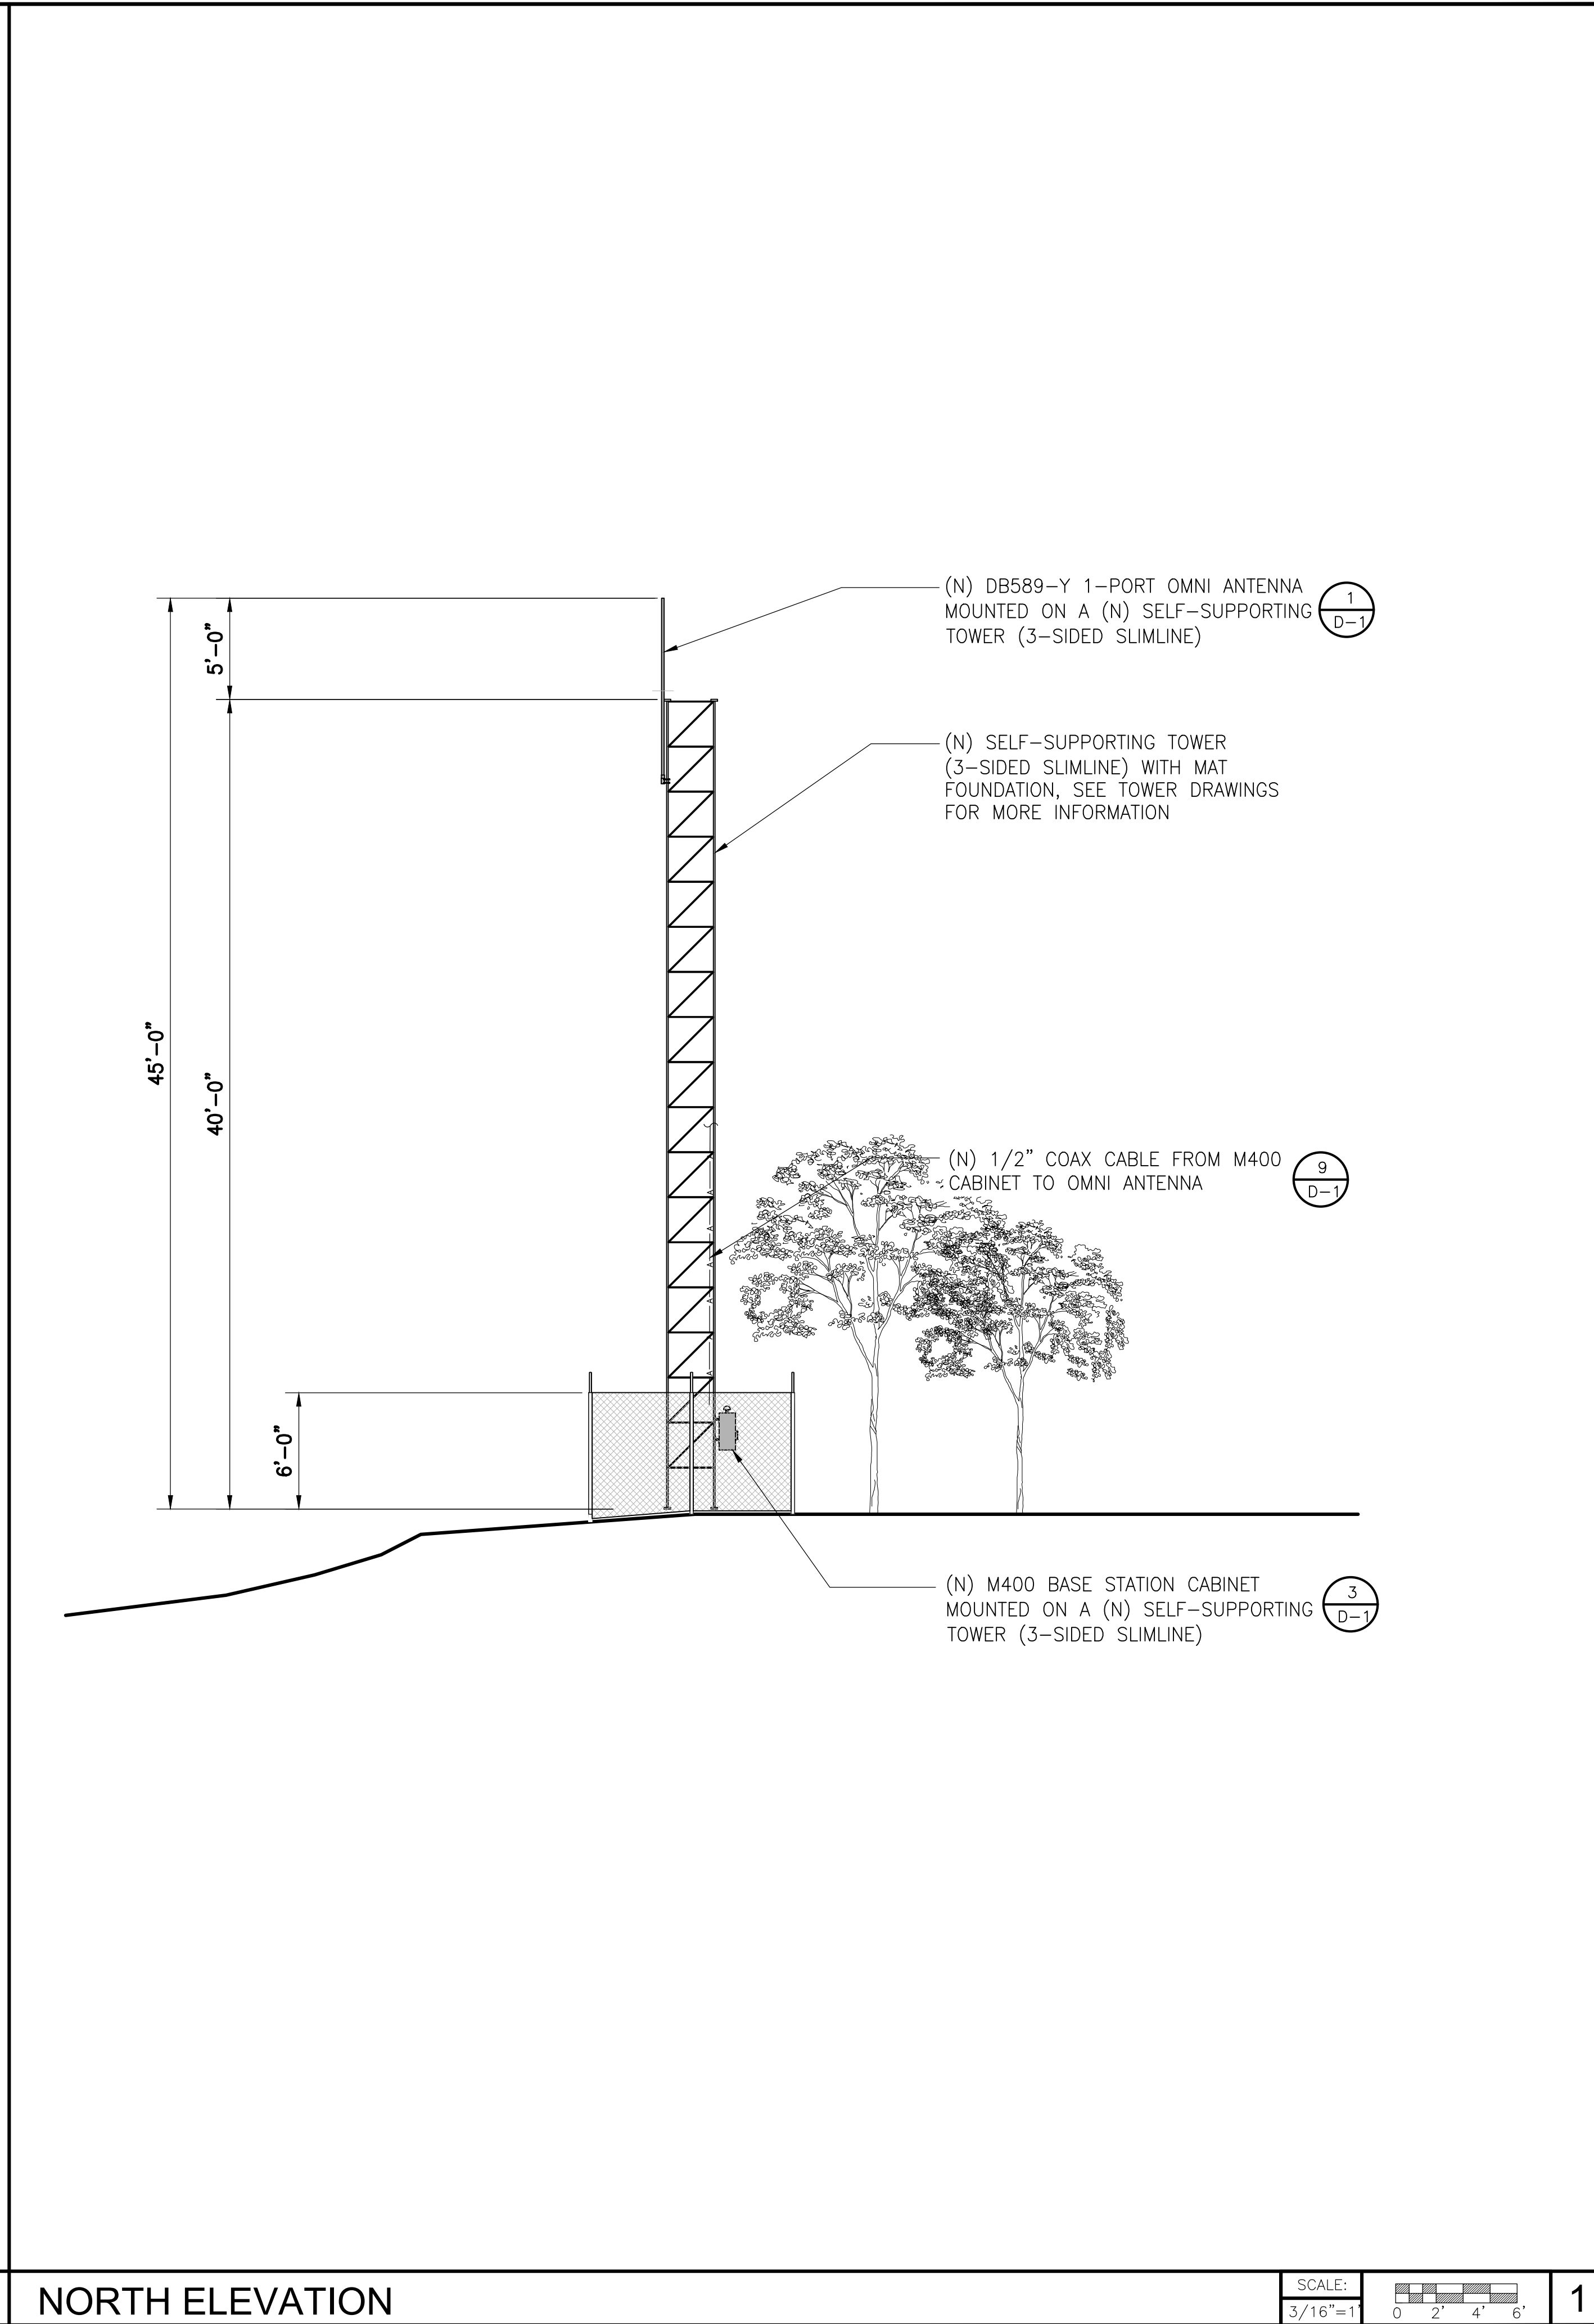 (N) DB589-Y 1-PORT OMNI ANTENNA
MOUNTED ON A (N) SELF-SUPPORTING
TOWER (3-SIDED SLIMLINE)
1
D-1
5'-0"
(N) SELF-SUPPORTING TOWER
(3-SIDED SLIMLINE) WITH MAT
FOUNDATION, SEE TOWER DRAWINGS
FOR MORE INFORMATION
45'-0"
40'-0"
(N) 1/2" COAX CABLE FROM M400
CABINET TO OMNI ANTENNA
9
D-1
A
A
A
A
A
A
6'-0"
(N) M400 BASE STATION CABINET
MOUNTED ON A (N) SELF-SUPPORTING
TOWER (3-SIDED SLIMLINE)
3
D-1
NORTH ELEVATION
SCALE:
3/16"=1'
0 2' 4' 6'
1